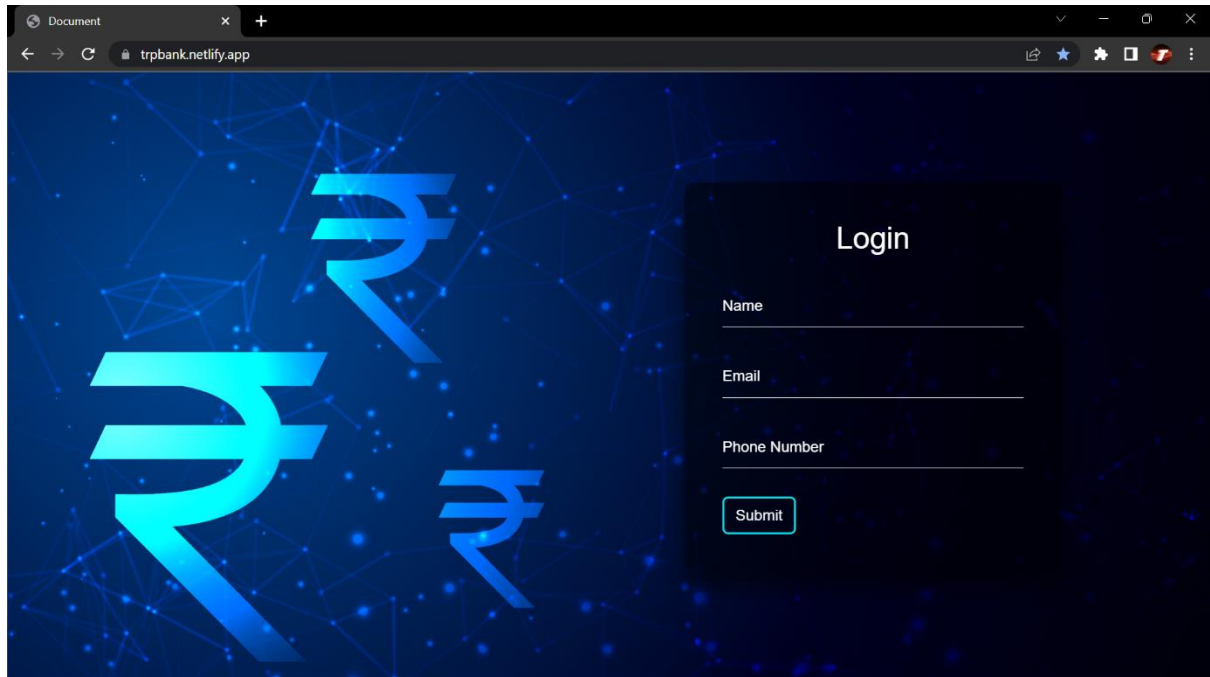 Document
trpbank.netlify.app
₹
₹
₹
Login
Name
Email
Phone Number
Submit